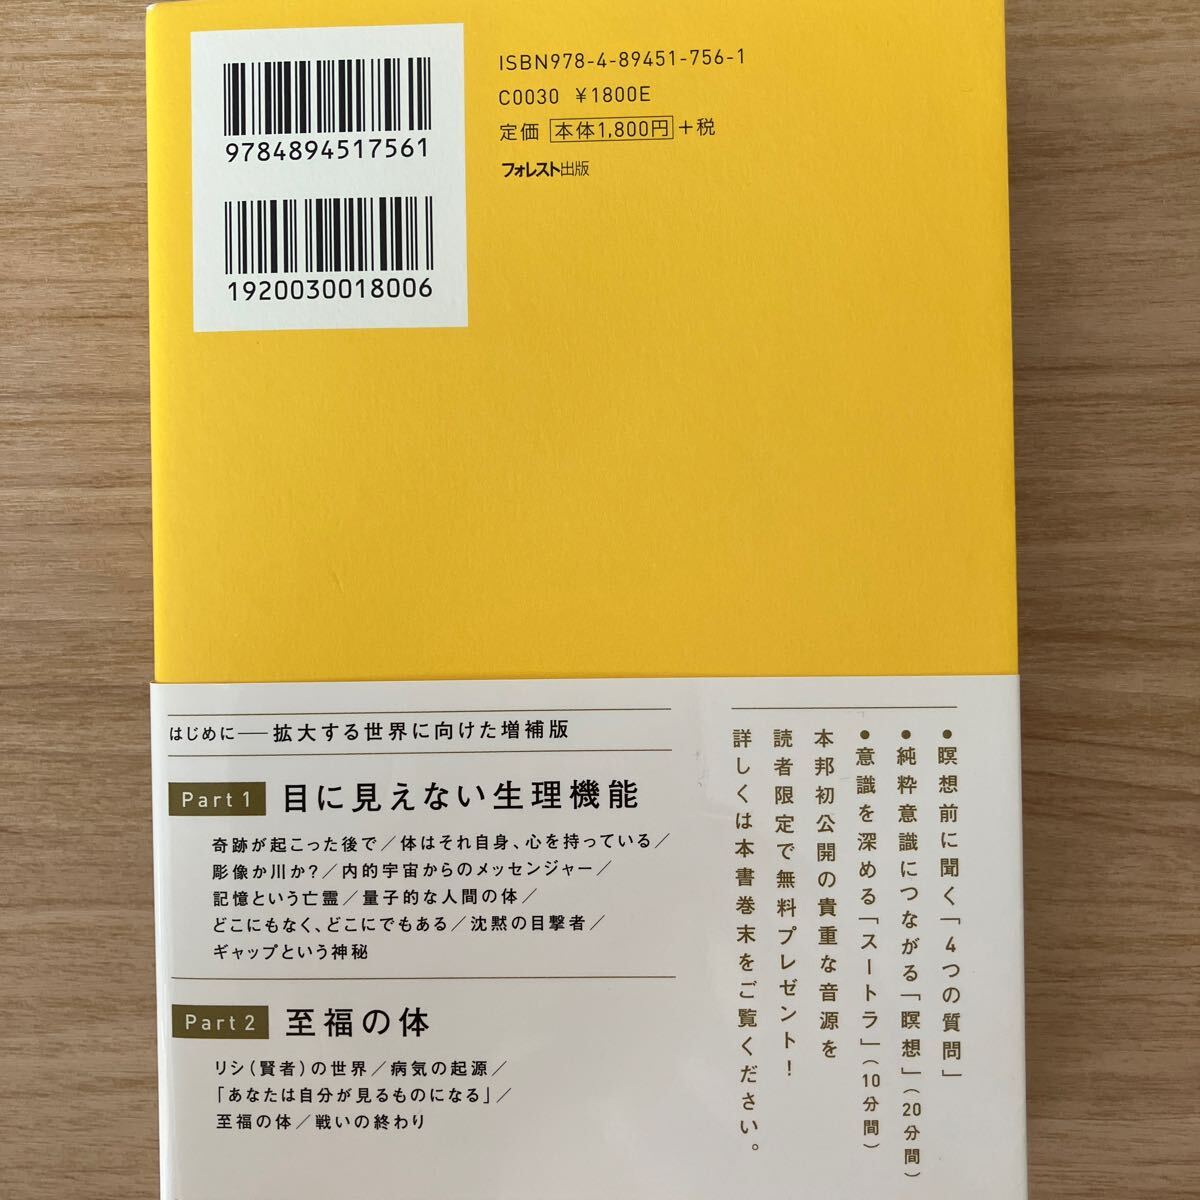 9784894517561
1920030018006
ISBN978-4-89451-756-1
C0030 ¥1800E
定価 本体1,800円+税
フォレスト出版
はじめに──拡大する世界に向けた増補版
Part 1 目に見えない生理機能
奇跡が起こった後で/体はそれ自身、心を持っている/
彫像か川か?/内的宇宙からのメッセンジャー/
記憶という亡霊/量子的な人間の体/
どこにもなく、どこにでもある/沈黙の目撃者/
ギャップという神秘
Part 2 至福の体
リシ(賢者)の世界/病気の起源/
「あなたは自分が見るものになる」/
至福の体/戦いの終わり
●瞑想前に聞く「4つの質問」
●純粋意識につながる「瞑想」(20分間)
●意識を深める「スートラ」(10分間)
本邦初公開の貴重な音源を
読者限定で無料プレゼント!
詳しくは本書巻末をご覧ください。